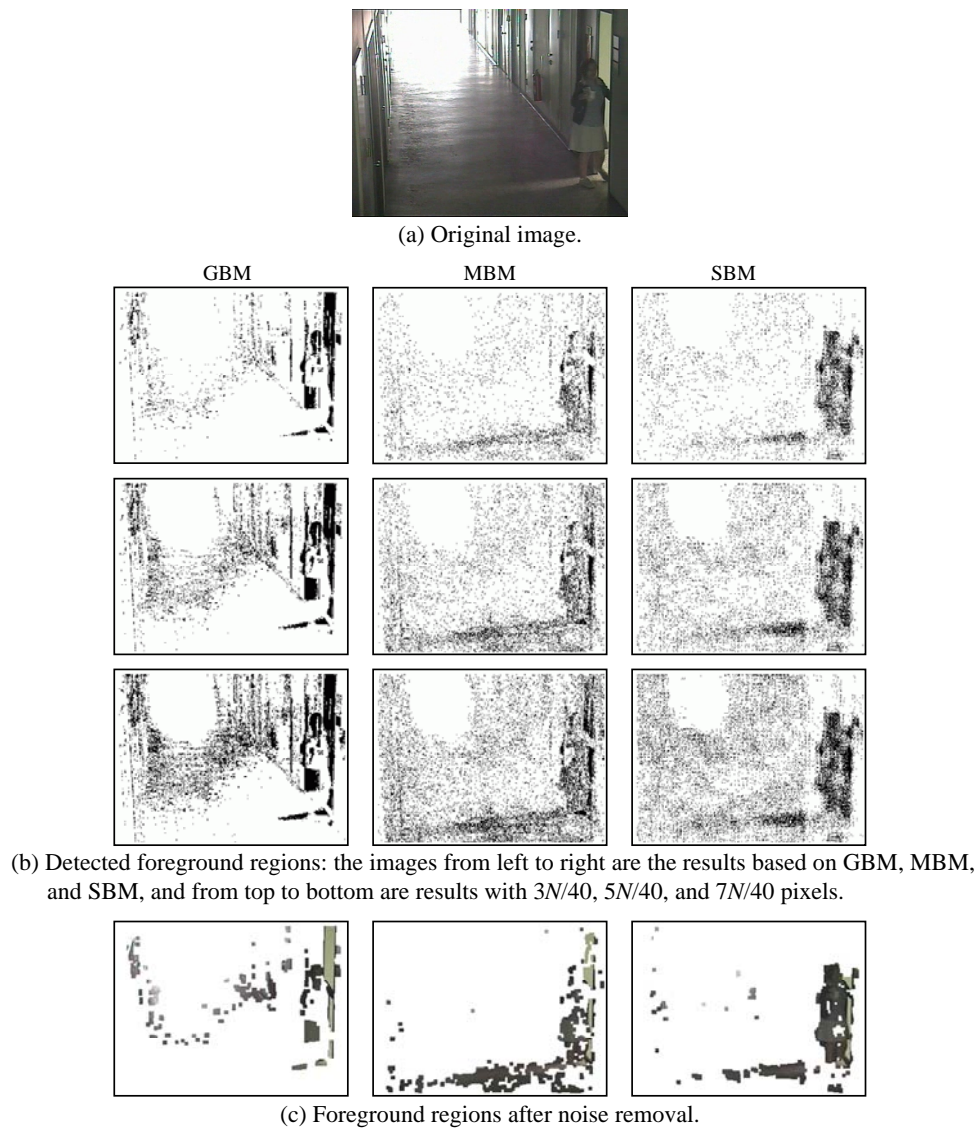 (a) Original image.
GBM MBM SBM
(b) Detected foreground regions: the images from left to right are the results based on GBM, MBM,
and SBM, and from top to bottom are results with 3N/40, 5N/40, and 7N/40 pixels.
(c) Foreground regions after noise removal.